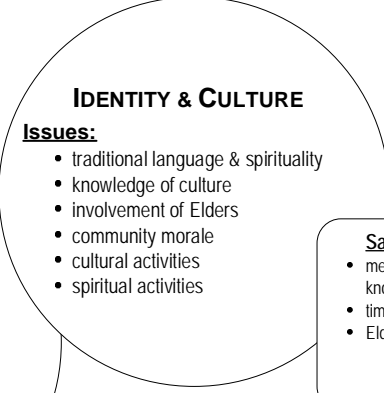 IDENTITY & CULTURE
Issues:
• traditional language & spirituality
• knowledge of culture
• involvement of Elders
• community morale
• cultural activities
• spiritual activities
•
•
•